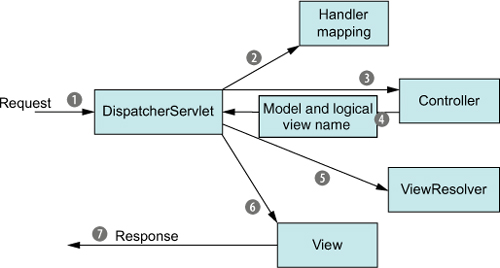 Handler
mapping
2
3
1
Request
DispatcherServlet
Model and logical
view name
4
Controller
5
ViewResolver
6
7
Response
View